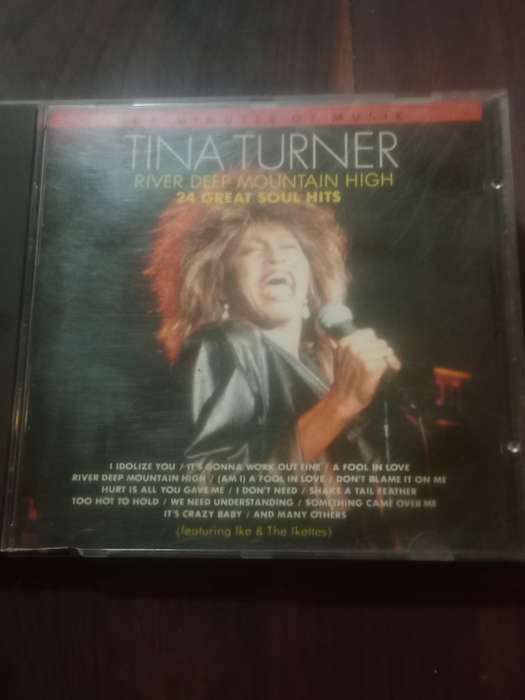 MINUTES OF MUSIC
TINA TURNER
RIVER DEEP MOUNTAIN HIGH
24 GREAT SOUL HITS
I IDOLIZE YOU / IT'S GONNA WORK OUT FINE / A FOOL IN LOVE
RIVER DEEP MOUNTAIN HIGH / (AM I) A FOOL IN LOVE / DON'T BLAME IT ON ME
HURT IS ALL YOU GAVE ME / I DON'T NEED / SHAKE A TAIL FEATHER
TOO HOT TO HOLD / WE NEED UNDERSTANDING / SOMETHING CAME OVER ME
IT'S CRAZY BABY / AND MANY OTHERS
(featuring Ike & The Ikettes)